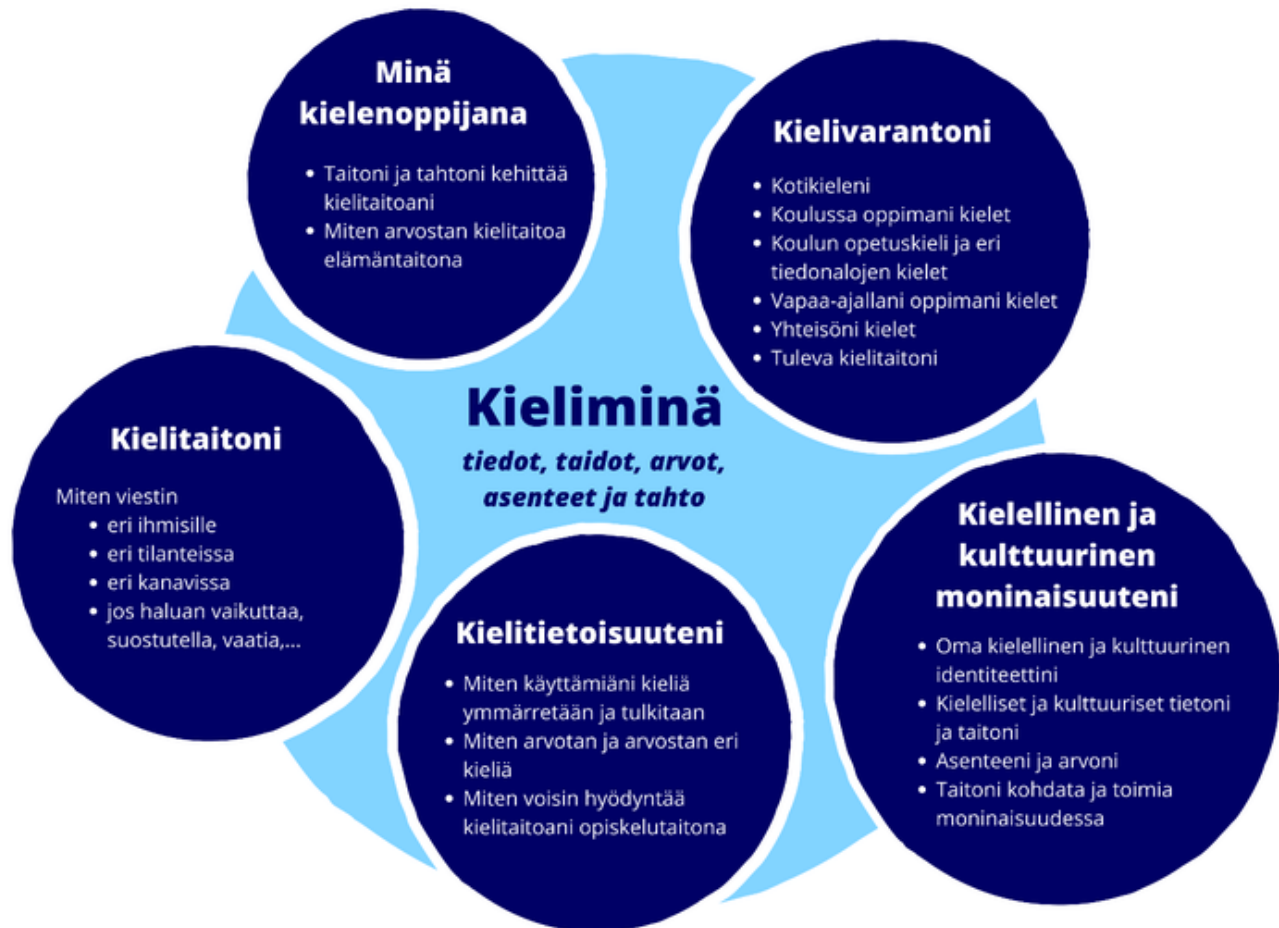 Minä
kielenoppijana
• Taitoni ja tahtoni kehittää
kielitaitoani
• Miten arvostan kielitaitoa
elämäntaitona
Kielivarantoni
• Kotikieleni
• Koulussa oppimani kielet
• Koulun opetuskieli ja eri
tiedonalojen kielet
• Vapaa-ajallani oppimani kielet
• Yhteisöni kielet
• Tuleva kielitaitoni
Kieliminä
tiedot, taidot, arvot,
asenteet ja tahto
Kielitaitoni
Miten viestin
• eri ihmisille
• eri tilanteissa
• eri kanavissa
• jos haluan vaikuttaa,
suostutella, vaatia,...
Kielitietoisuuteni
• Miten käyttämiäni kieliä
ymmärretään ja tulkitaan
• Miten arvotan ja arvostan eri
kieliä
• Miten voisin hyödyntää
kielitaitoani opiskelutaitona
Kielellinen ja
kulttuurinen
moninaisuuteni
• Oma kielellinen ja kulttuurinen
identiteettini
• Kielelliset ja kulttuuriset tietoni
ja taitoni
• Asenteeni ja arvoni
• Taitoni kohdata ja toimia
moninaisuudessa